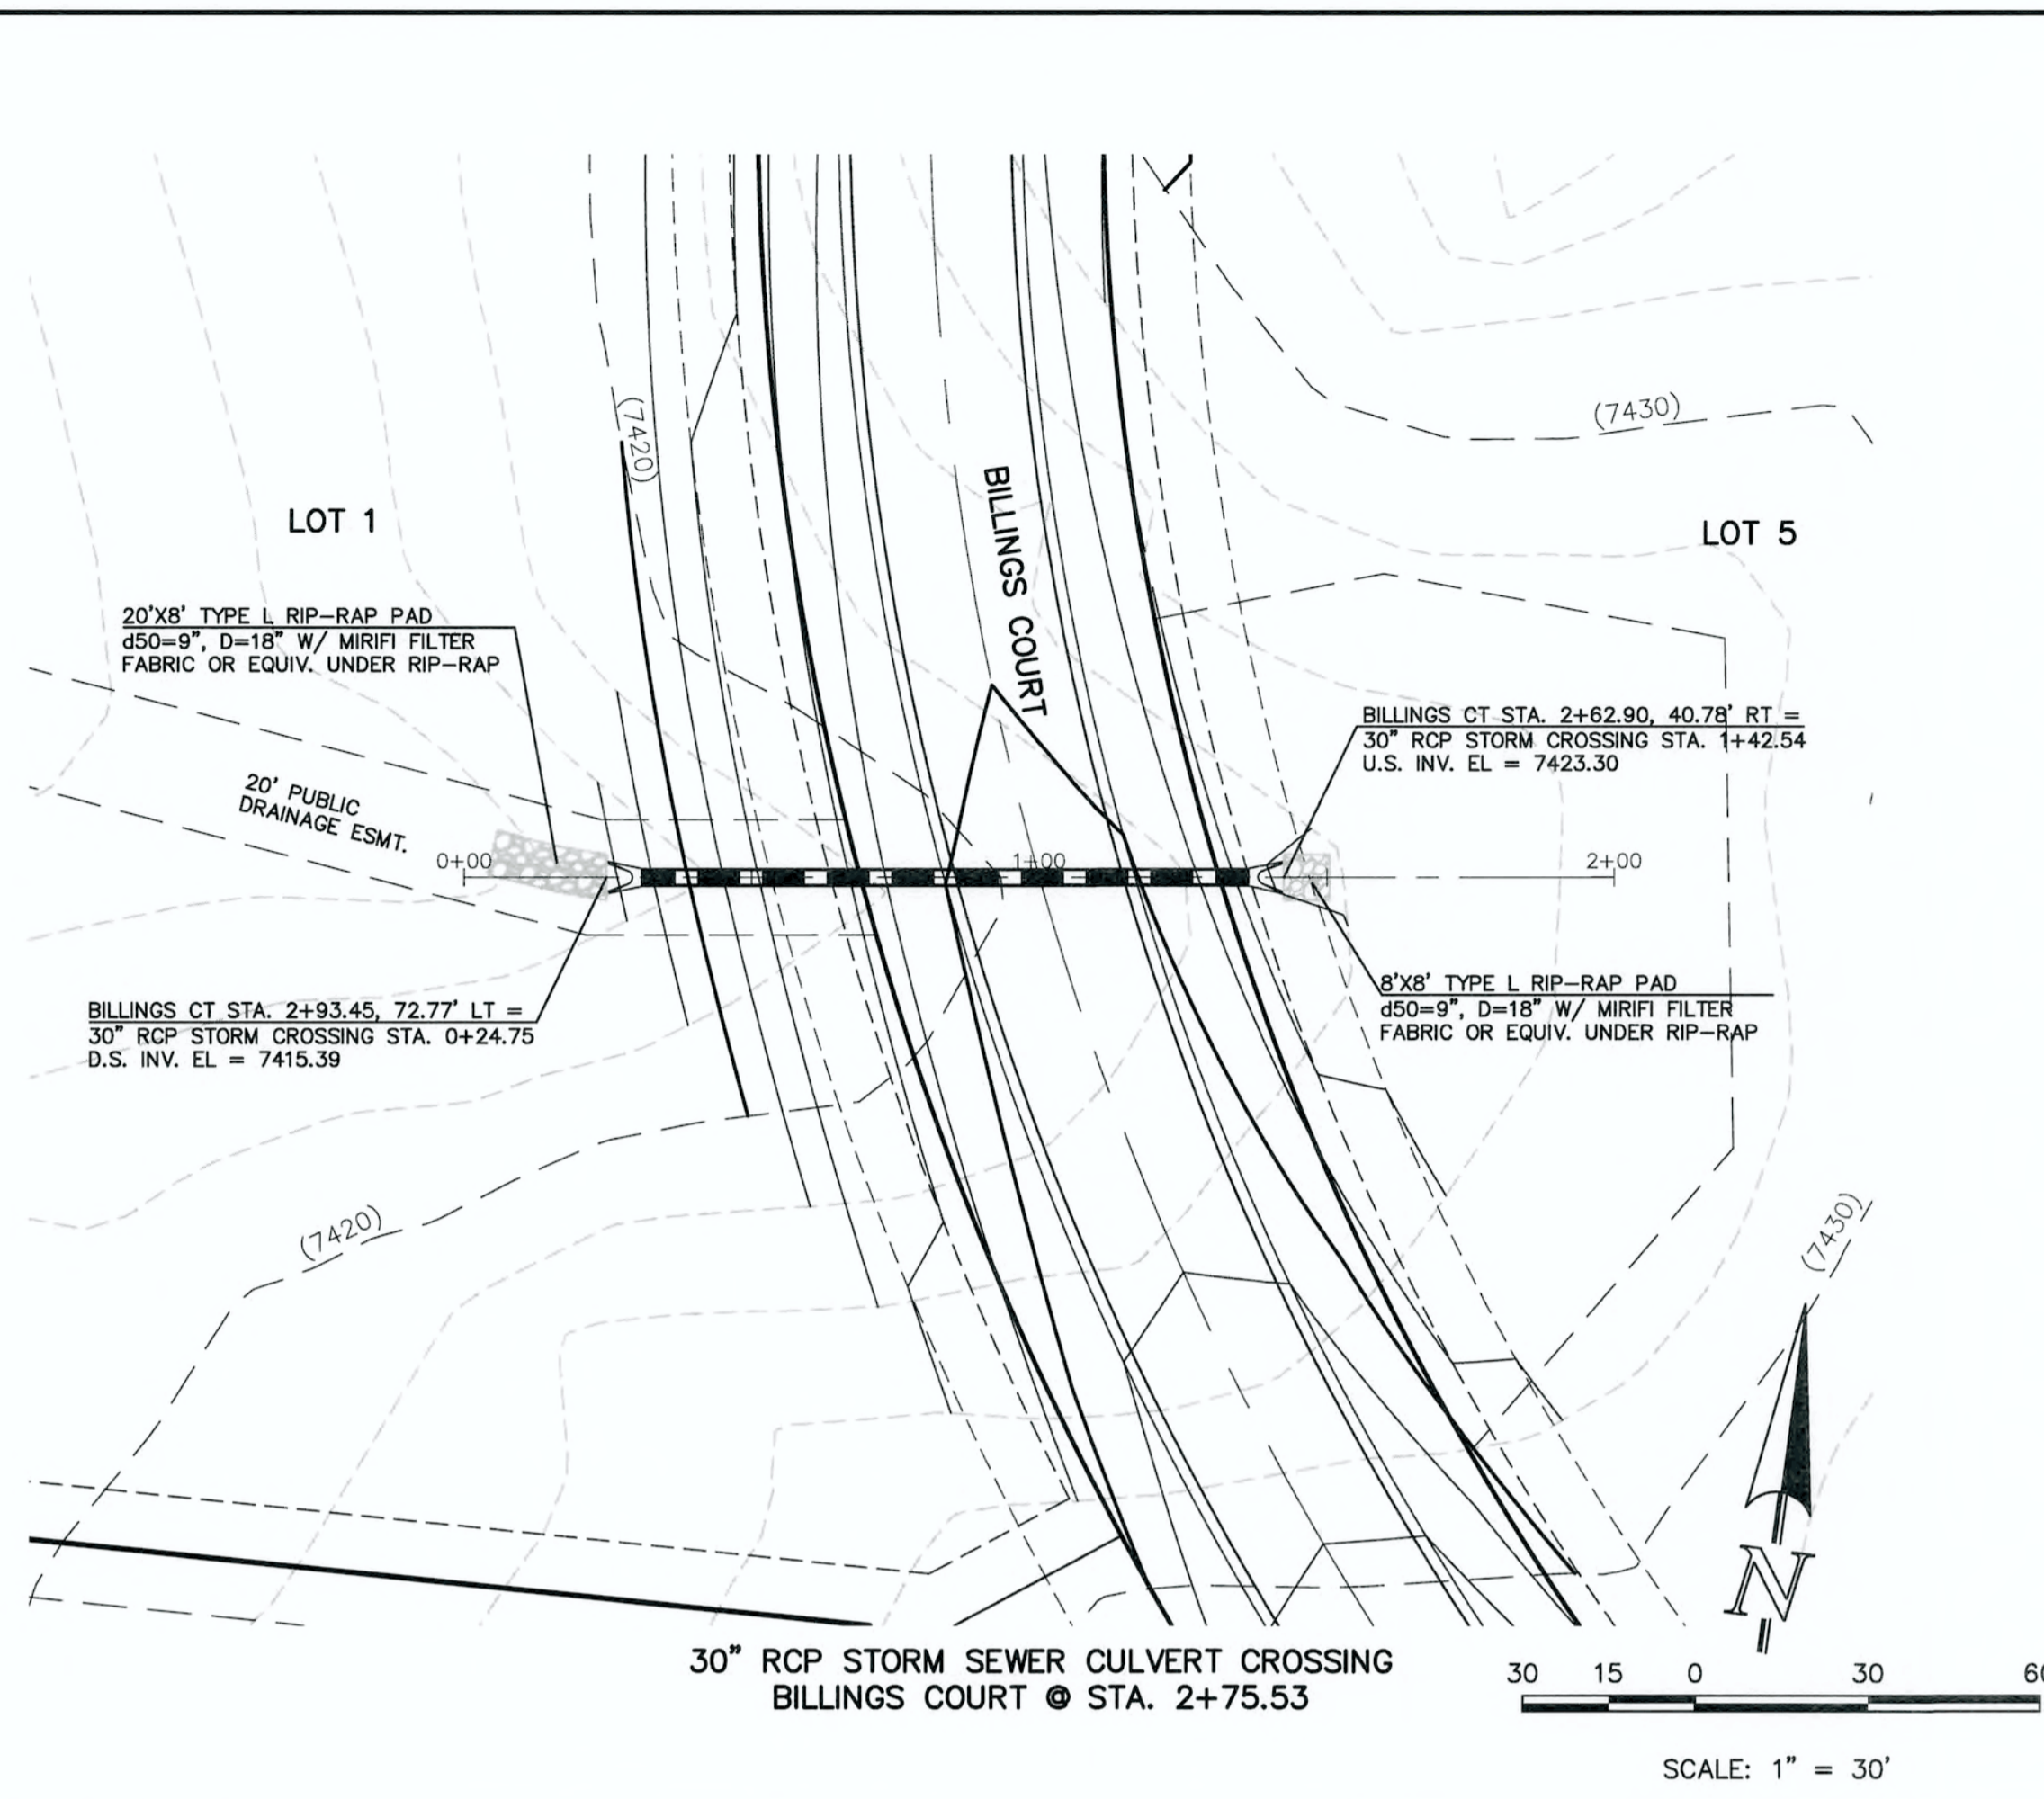 (7430)
(7420)
BILLINGS COURT
LOT 1
LOT 5
20'X8' TYPE L RIP-RAP PAD
d50=9", D=18" W/ MIRIFI FILTER
FABRIC OR EQUIV. UNDER RIP-RAP
BILLINGS CT STA. 2+62.90, 40.78' RT =
30" RCP STORM CROSSING STA. 1+42.54
U.S. INV. EL = 7423.30
20' PUBLIC
DRAINAGE ESMT.
0+00
1+00
2+00
BILLINGS CT STA. 2+93.45, 72.77' LT =
30" RCP STORM CROSSING STA. 0+24.75
D.S. INV. EL = 7415.39
8'X8' TYPE L RIP-RAP PAD
d50=9", D=18" W/ MIRIFI FILTER
FABRIC OR EQUIV. UNDER RIP-RAP
(7420)
(7430)
N
30" RCP STORM SEWER CULVERT CROSSING
BILLINGS COURT @ STA. 2+75.53
30 15 0 30
SCALE: 1" = 30'